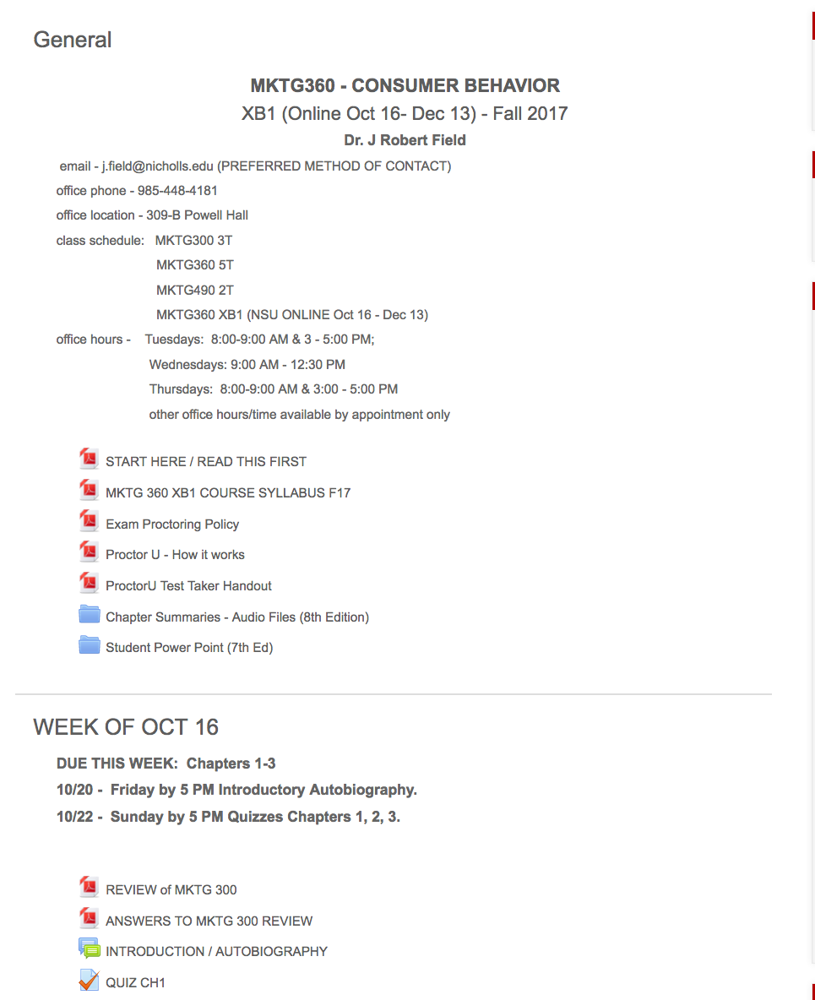 General
MKTG360 - CONSUMER BEHAVIOR
XB1 (Online Oct 16- Dec 13) - Fall 2017
Dr. J Robert Field
email - j.field@nicholls.edu (PREFERRED METHOD OF CONTACT)
office phone - 985-448-4181
office location - 309-B Powell Hall
class schedule: MKTG300 3T
MKTG360 5T
MKTG490 2T
MKTG360 XB1 (NSU ONLINE Oct 16 - Dec 13)
office hours - Tuesdays: 8:00-9:00 AM & 3 - 5:00 PM;
Wednesdays: 9:00 AM - 12:30 PM
Thursdays: 8:00-9:00 AM & 3:00 - 5:00 PM
other office hours/time available by appointment only
START HERE / READ THIS FIRST
MKTG 360 XB1 COURSE SYLLABUS F17
Exam Proctoring Policy
Proctor U - How it works
ProctorU Test Taker Handout
Chapter Summaries - Audio Files (8th Edition)
Student Power Point (7th Ed)
WEEK OF OCT 16
DUE THIS WEEK: Chapters 1-3
10/20 - Friday by 5 PM Introductory Autobiography.
10/22 - Sunday by 5 PM Quizzes Chapters 1, 2, 3.
REVIEW of MKTG 300
ANSWERS TO MKTG 300 REVIEW
INTRODUCTION / AUTOBIOGRAPHY
QUIZ CH1